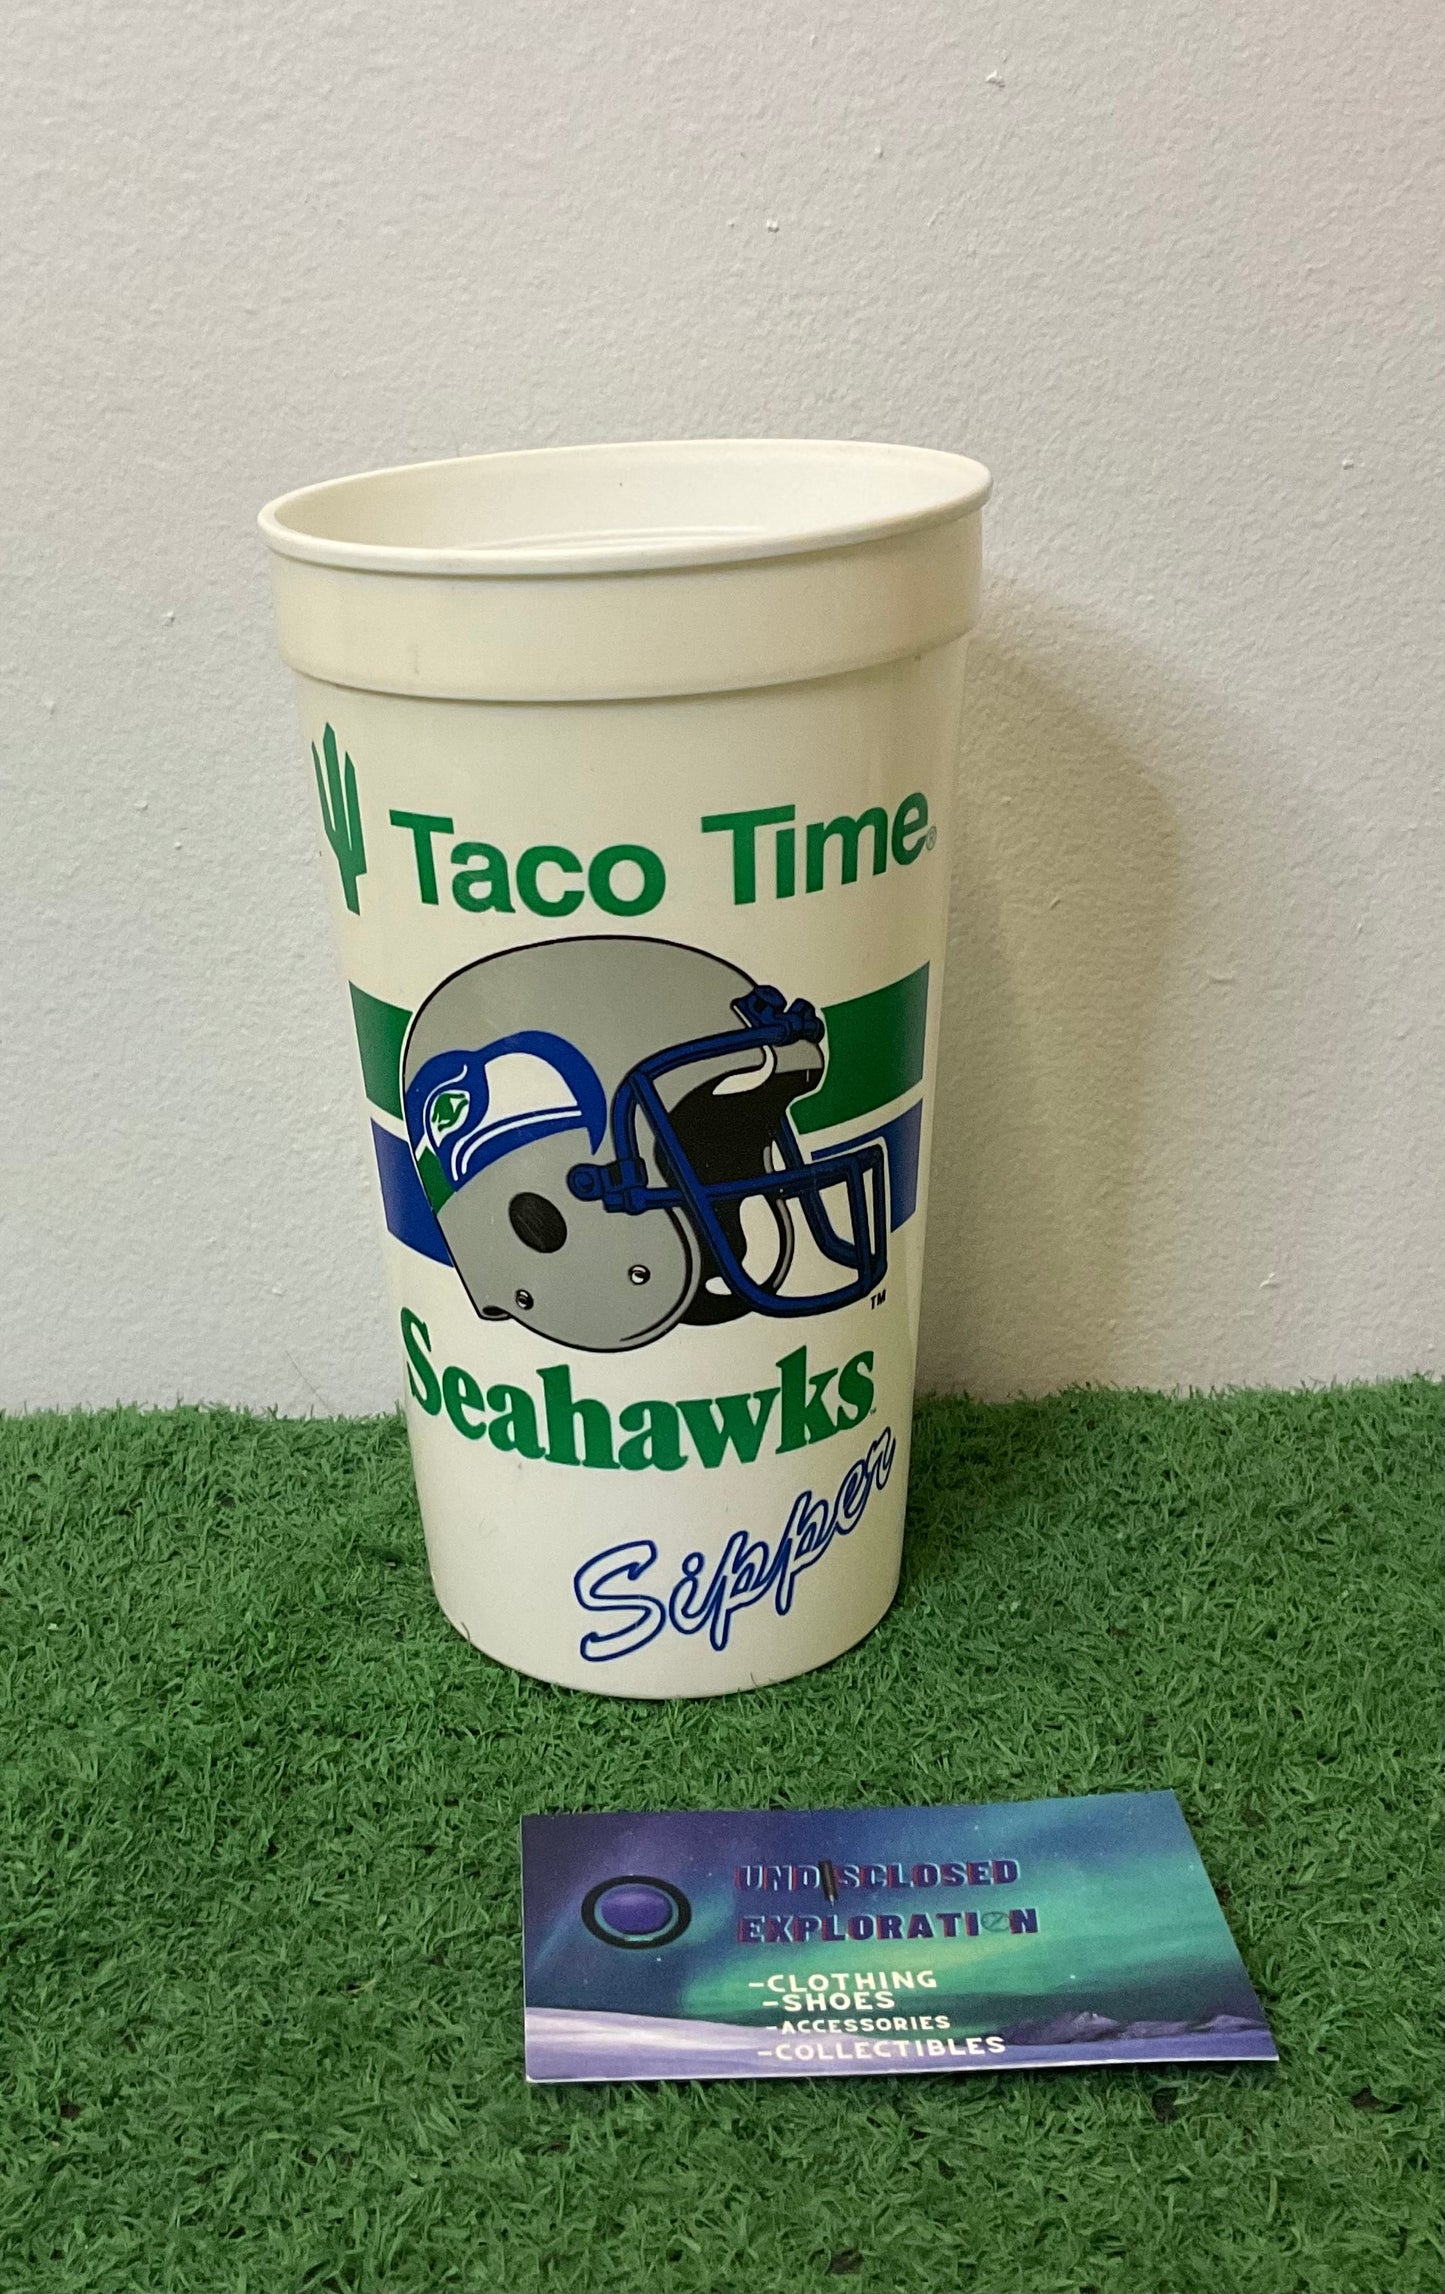 Taco Time®
TM
Seahawks™
Sipper
UNDISCLOSED
EXPLORATION
-CLOTHING
-SHOES
-ACCESSORIES
-COLLECTIBLES